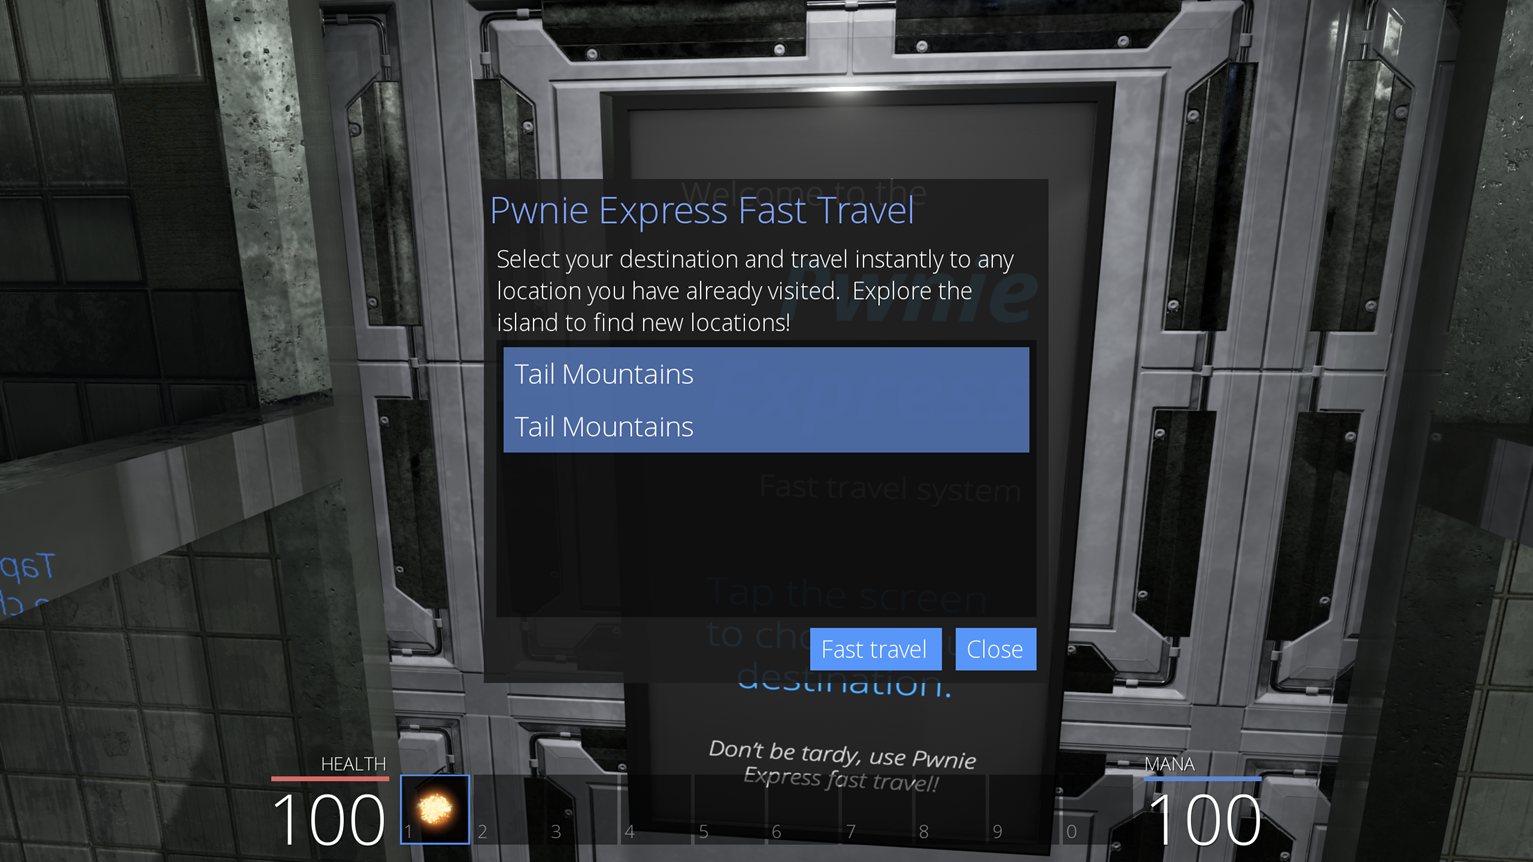 Welcome to the
Pwnie Express Fast Travel
Select your destination and travel instantly to any
location you have already visited. Explore the
island to find new locations!
Pwnie
Tail Mountains
Tail Mountains
Fast travel system
Tap the screen
to
Fast travel
Close
destination.
Don't be tardy, use Pwnie
Express fast travel!
Tap
HEALTH
100
1
2
3
4
5
6
7
8
9
0
MANA
100